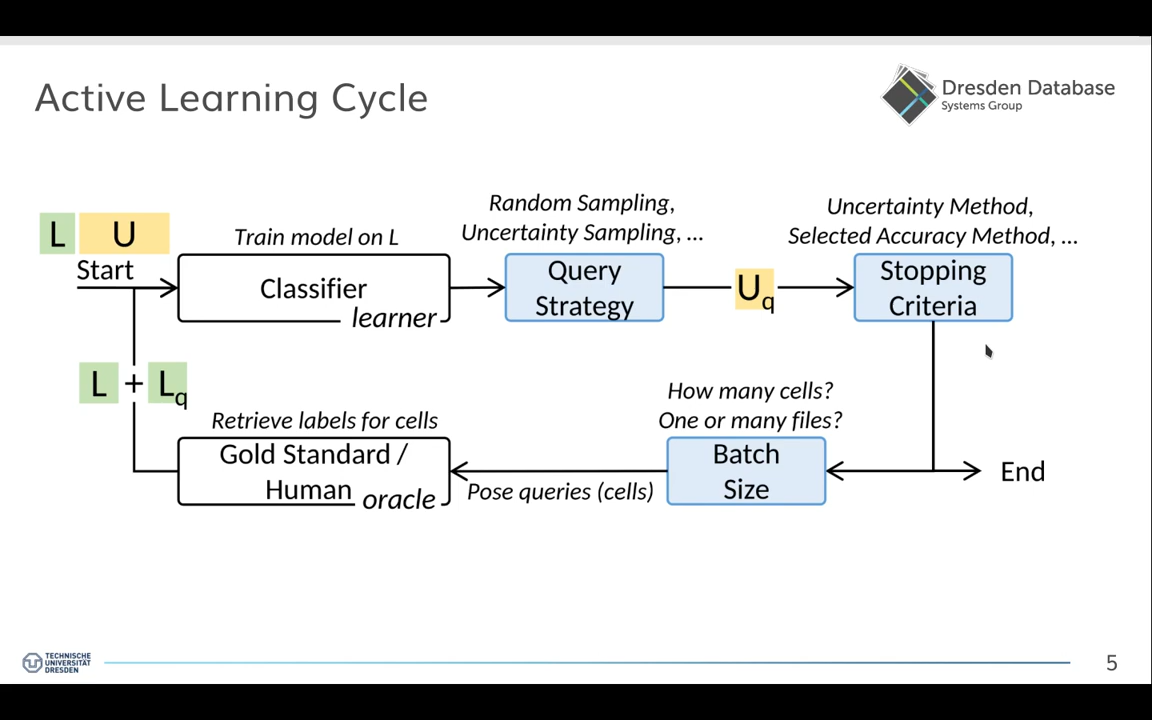 Active Learning Cycle
Dresden Database
Systems Group
L U
Start
Train model on L
Classifier
learner
Random Sampling,
Uncertainty Sampling, ...
Query
Strategy
Uq
Uncertainty Method,
Selected Accuracy Method, ...
Stopping
Criteria
End
How many cells?
One or many files?
Batch
Size
Pose queries (cells)
Retrieve labels for cells
Gold Standard /
Human
oracle
L + Lq
TECHNISCHE
UNIVERSITÄT
DRESDEN
5